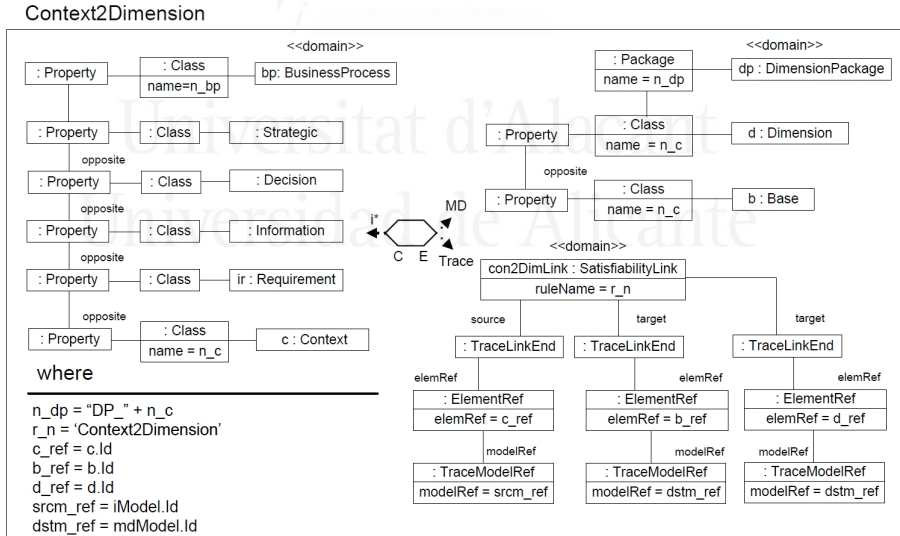 Context2Dimension
<<domain>>
: Property
: Class
name=n_bp
bp: BusinessProcess
: Property
: Class
: Strategic
opposite
: Property
: Class
: Decision
opposite
: Property
: Class
: Information
opposite
: Property
: Class
ir : Requirement
opposite
: Property
: Class
name = n_c
c : Context
i*
C
E
MD
Trace
<<domain>>
: Package
name = n_dp
dp : DimensionPackage
: Property
: Class
name = n_c
d : Dimension
opposite
: Property
: Class
name = n_c
b : Base
<<domain>>
con2DimLink : SatisfiabilityLink
ruleName = r_n
source
target
target
: TraceLinkEnd
: TraceLinkEnd
: TraceLinkEnd
elemRef
elemRef
elemRef
: ElementRef
elemRef = c_ref
: ElementRef
elemRef = b_ref
: ElementRef
elemRef = d_ref
modelRef
modelRef
modelRef
: TraceModelRef
modelRef = srcm_ref
: TraceModelRef
modelRef = dstm_ref
: TraceModelRef
modelRef = dstm_ref
where
n_dp = “DP_” + n_c
r_n = ‘Context2Dimension’
c_ref = c.Id
b_ref = b.Id
d_ref = d.Id
srcm_ref = iModel.Id
dstm_ref = mdModel.Id
Universitat d'Alacant
Universidad de Alicante